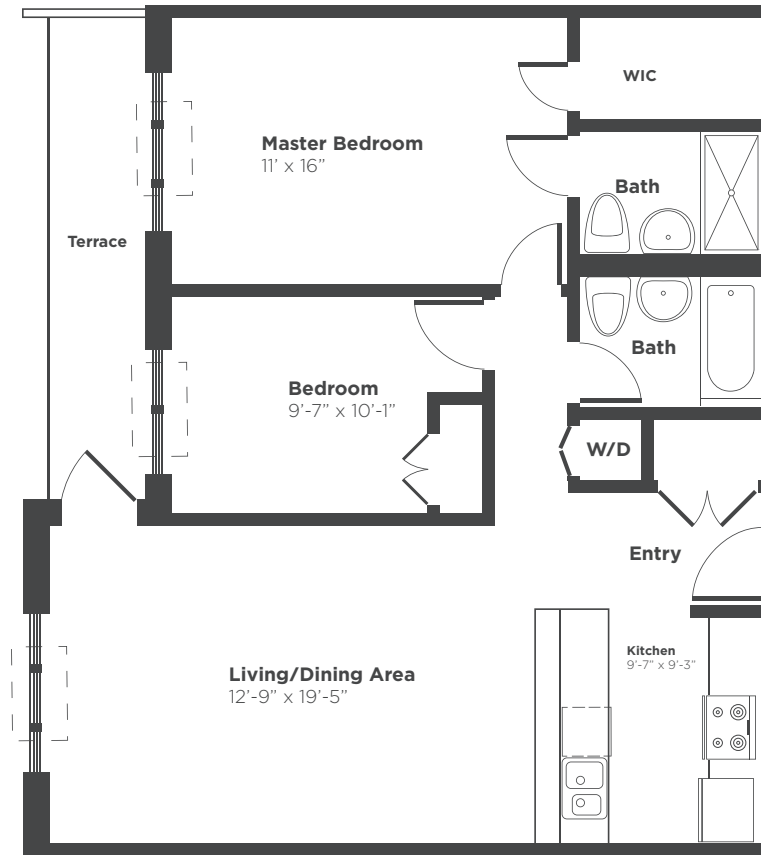 WIC
Master Bedroom
11’ x 16”
Bath
Terrace
Bath
Bedroom
9’-7” x 10’-1”
W/D
Entry
Kitchen
9’-7” x 9’-3”
Living/Dining Area
12’-9” x 19’-5”